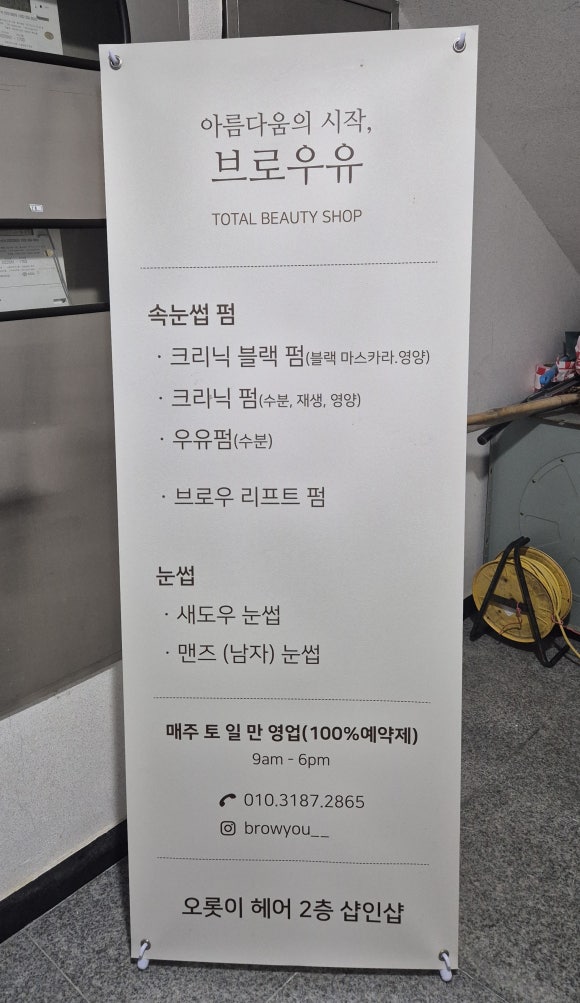 아름다움의 시작,
브로우유
TOTAL BEAUTY SHOP
속눈썹 펌
· 크리닉 블랙 펌(블랙 마스카라.영양)
· 크리닉 펌(수분, 재생, 영양)
· 우유펌(수분)
· 브로우 리프트 펌
눈썹
· 섀도우 눈썹
· 맨즈 (남자) 눈썹
매주 토 일 만 영업(100%예약제)
9am - 6pm
010.3187.2865
browyou__
오롯이 헤어 2층 샵인샵